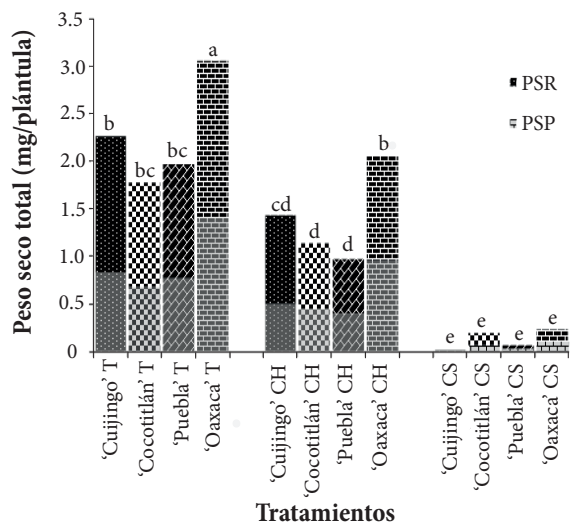 Peso seco total (mg/plántula)
3.5
3.0
2.5
2.0
1.5
1.0
0.5
0
b
bc
bc
a
cd
d
d
b
e
e
e
e
PSR
PSP
‘Cuijingo’ T
‘Cocotitlán’ T
‘Puebla’ T
‘Oaxaca’ T
‘Cuijingo’ CH
‘Cocotitlán’ CH
‘Puebla’ CH
‘Oaxaca’ CH
‘Cuijingo’ CS
‘Cocotitlán’ CS
‘Puebla’ CS
‘Oaxaca’ CS
Tratamientos